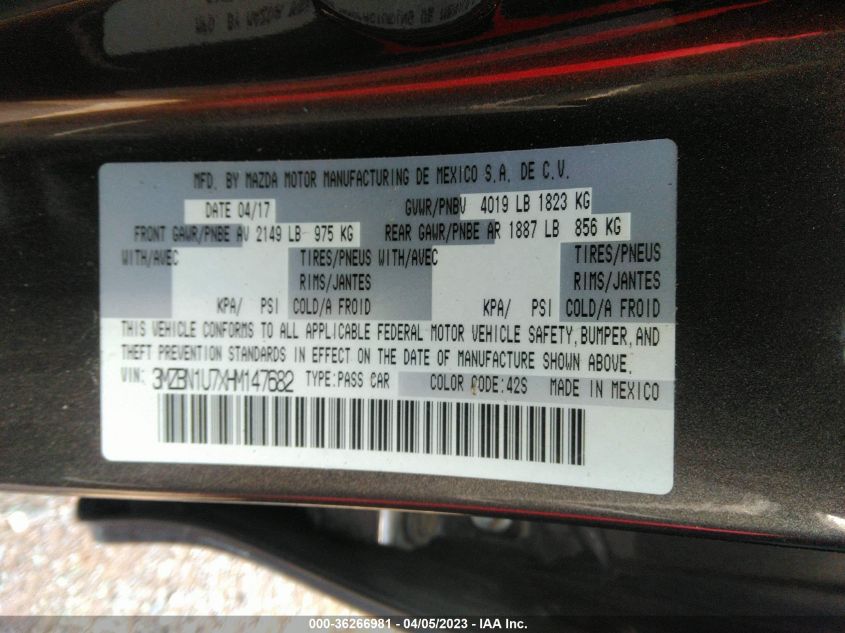 MFD. BY MAZDA MOTOR MANUFACTURING DE MEXICO S.A. DE C.V.
DATE 04/17 GVWR/PNBV 4019 LB 1823 KG
FRONT GAWR/PNBE AV 2149 LB 975 KG REAR GAWR/PNBE AR 1887 LB 856 KG
WITH/AVEC TIRES/PNEUS WITH/AVEC TIRES/PNEUS
RIMS/JANTES RIMS/JANTES
KPA/ PSI COLD/A FROID KPA/ PSI COLD/A FROID
THIS VEHICLE CONFORMS TO ALL APPLICABLE FEDERAL MOTOR VEHICLE SAFETY, BUMPER, AND
THEFT PREVENTION STANDARDS IN EFFECT ON THE DATE OF MANUFACTURE SHOWN ABOVE.
VIN: 3MZBN1U7XHM147682 TYPE:PASS CAR COLOR CODE:42S MADE IN MEXICO
000-36266981 - 04/05/2023 - IAA Inc.